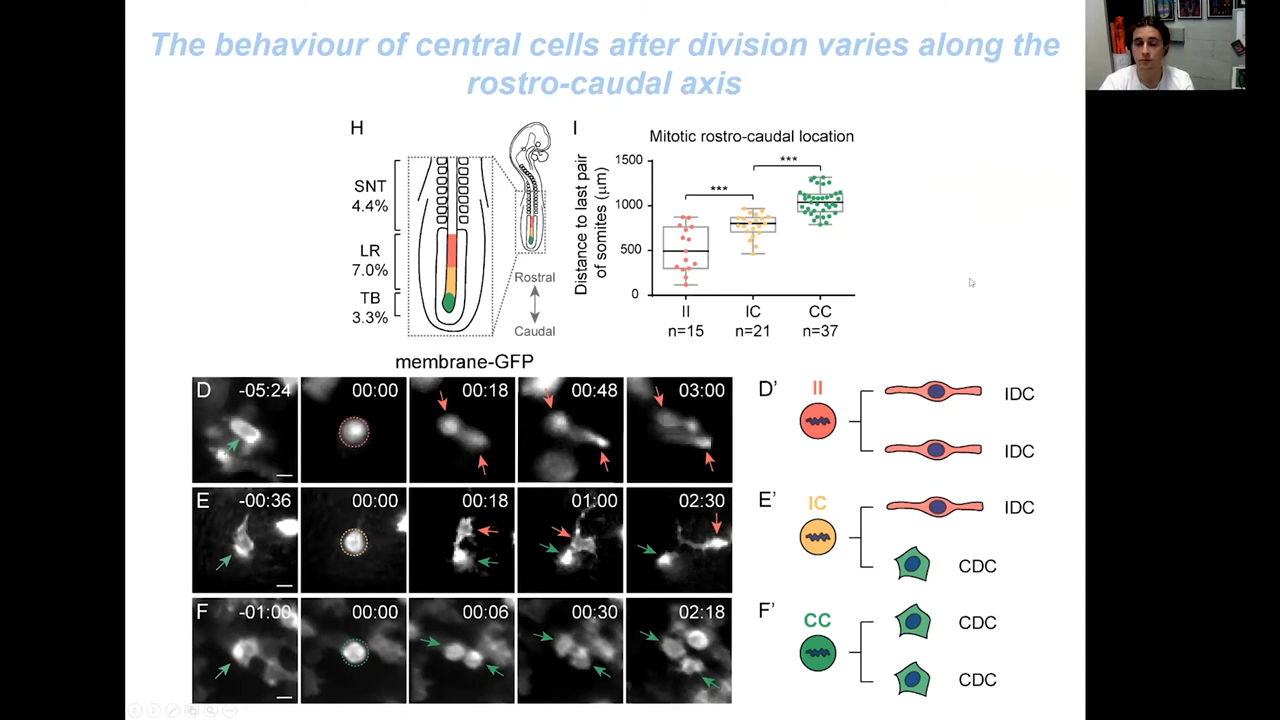 The behaviour of central cells after division varies along the
rostro-caudal axis
H
SNT
4.4%
LR
7.0%
TB
3.3%
Rostral
Caudal
I
Mitotic rostro-caudal location
Distance to last pair
of somites (µm)
1500
1000
500
0
***
***
II
IC
CC
n=15
n=21
n=37
membrane-GFP
D
-05:24
00:00
00:18
00:48
03:00
D'
II
IDC
IDC
E
-00:36
00:00
00:18
01:00
02:30
E'
IC
IDC
CDC
F
-01:00
00:00
00:06
00:30
02:18
F'
CC
CDC
CDC